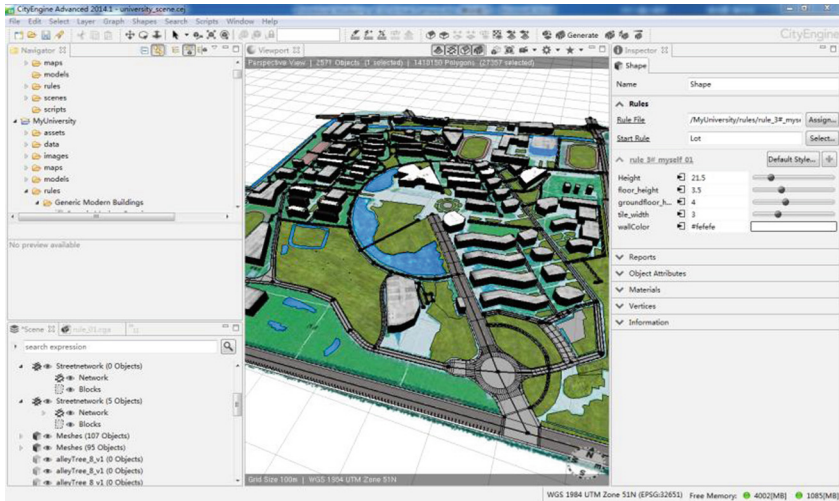 CityEngine Advanced 2014.1 - university_scene.cej
File Edit Select Layer Graph Shapes Search Scripts Window Help
Generate
CityEngine
Navigator
maps
models
rules
scenes
scripts
MyUniversity
assets
data
images
maps
models
rules
Generic Modern Buildings
No preview available
*Scene rule_01.cga
search expression
Streetnetwork (0 Objects)
Network
Blocks
Streetnetwork (5 Objects)
Network
Blocks
Meshes (107 Objects)
Meshes (95 Objects)
alleyTree_8_v1 (0 Objects)
alleyTree_8_v1 (0 Objects)
alleyTree 8 v1 (0 Objects)
Viewport
Perspective View | 2571 Objects (1 selected) | 1410150 Polygons (27357 selected)
Grid Size 100m | WGS 1984 UTM Zone 51N
Inspector
Shape
Name Shape
Rules
Rule File /MyUniversity/rules/rule_3#_myse Assign...
Start Rule Lot Select...
rule 3# myself 01 Default Style...
Height 21.5
floor_height 3.5
groundfloor_h... 4
tile_width 3
wallColor #fefefe
Reports
Object Attributes
Materials
Vertices
Information
WGS 1984 UTM Zone 51N (EPSG:32651) Free Memory: 4002[MB] 1085[MB]